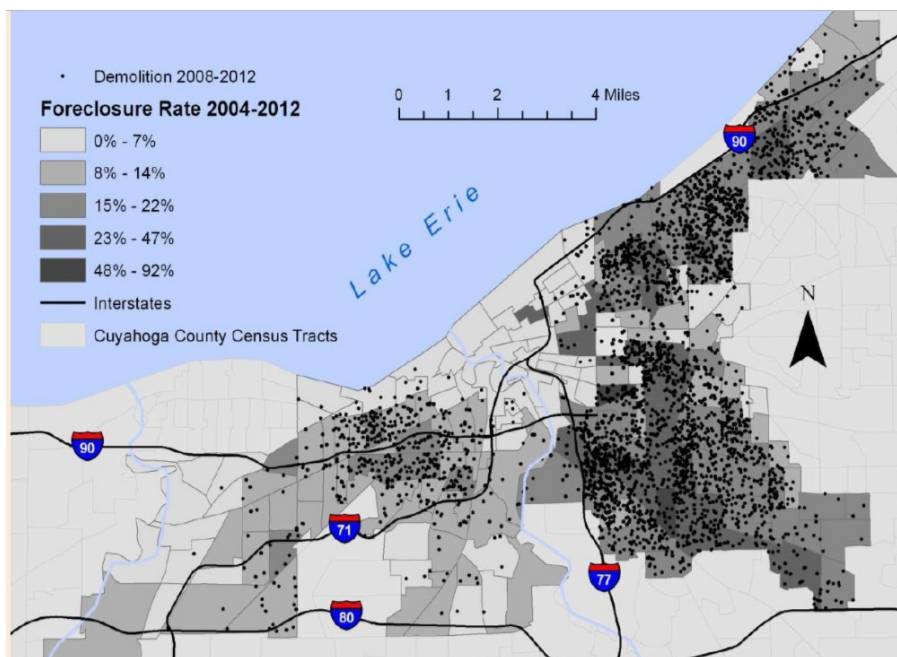 Demolition 2008-2012
Foreclosure Rate 2004-2012
0% - 7%
8% - 14%
15% - 22%
23% - 47%
48% - 92%
Interstates
Cuyahoga County Census Tracts
0 1 2 4 Miles
Lake Erie
N
90
90
71
77
80